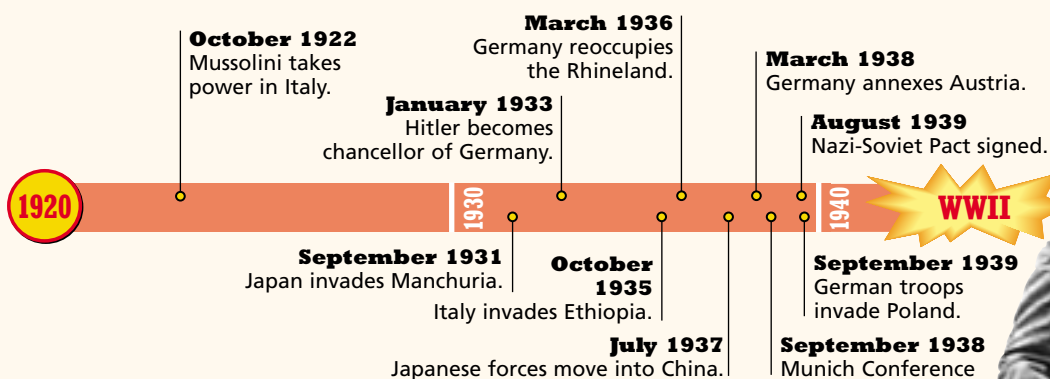 October 1922
Mussolini takes
power in Italy.
January 1933
Hitler becomes
chancellor of Germany.
March 1936
Germany reoccupies
the Rhineland.
March 1938
Germany annexes Austria.
August 1939
Nazi-Soviet Pact signed.
1920
1930
1940
WWII
September 1931
Japan invades Manchuria.
October
1935
Italy invades Ethiopia.
July 1937
Japanese forces move into China.
September 1938
Munich Conference
September 1939
German troops
invade Poland.